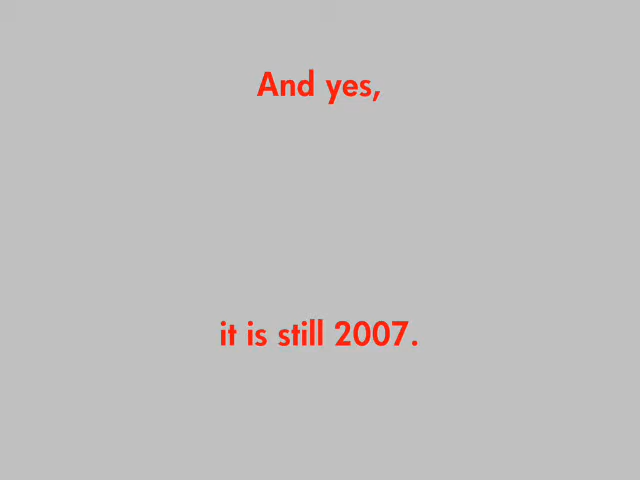 And yes,
it is still 2007.